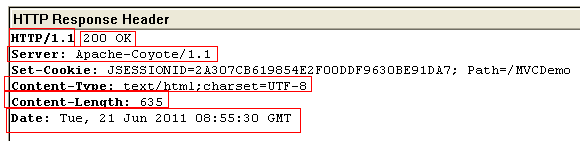 HTTP Response Header
HTTP/1.1 200 OK
Server: Apache-Coyote/1.1
Set-Cookie: JSESSIONID=2A307CB619854E2F00DDF9630BE91DA7; Path=/MVCDemo
Content-Type: text/html;charset=UTF-8
Content-Length: 635
Date: Tue, 21 Jun 2011 08:55:30 GMT